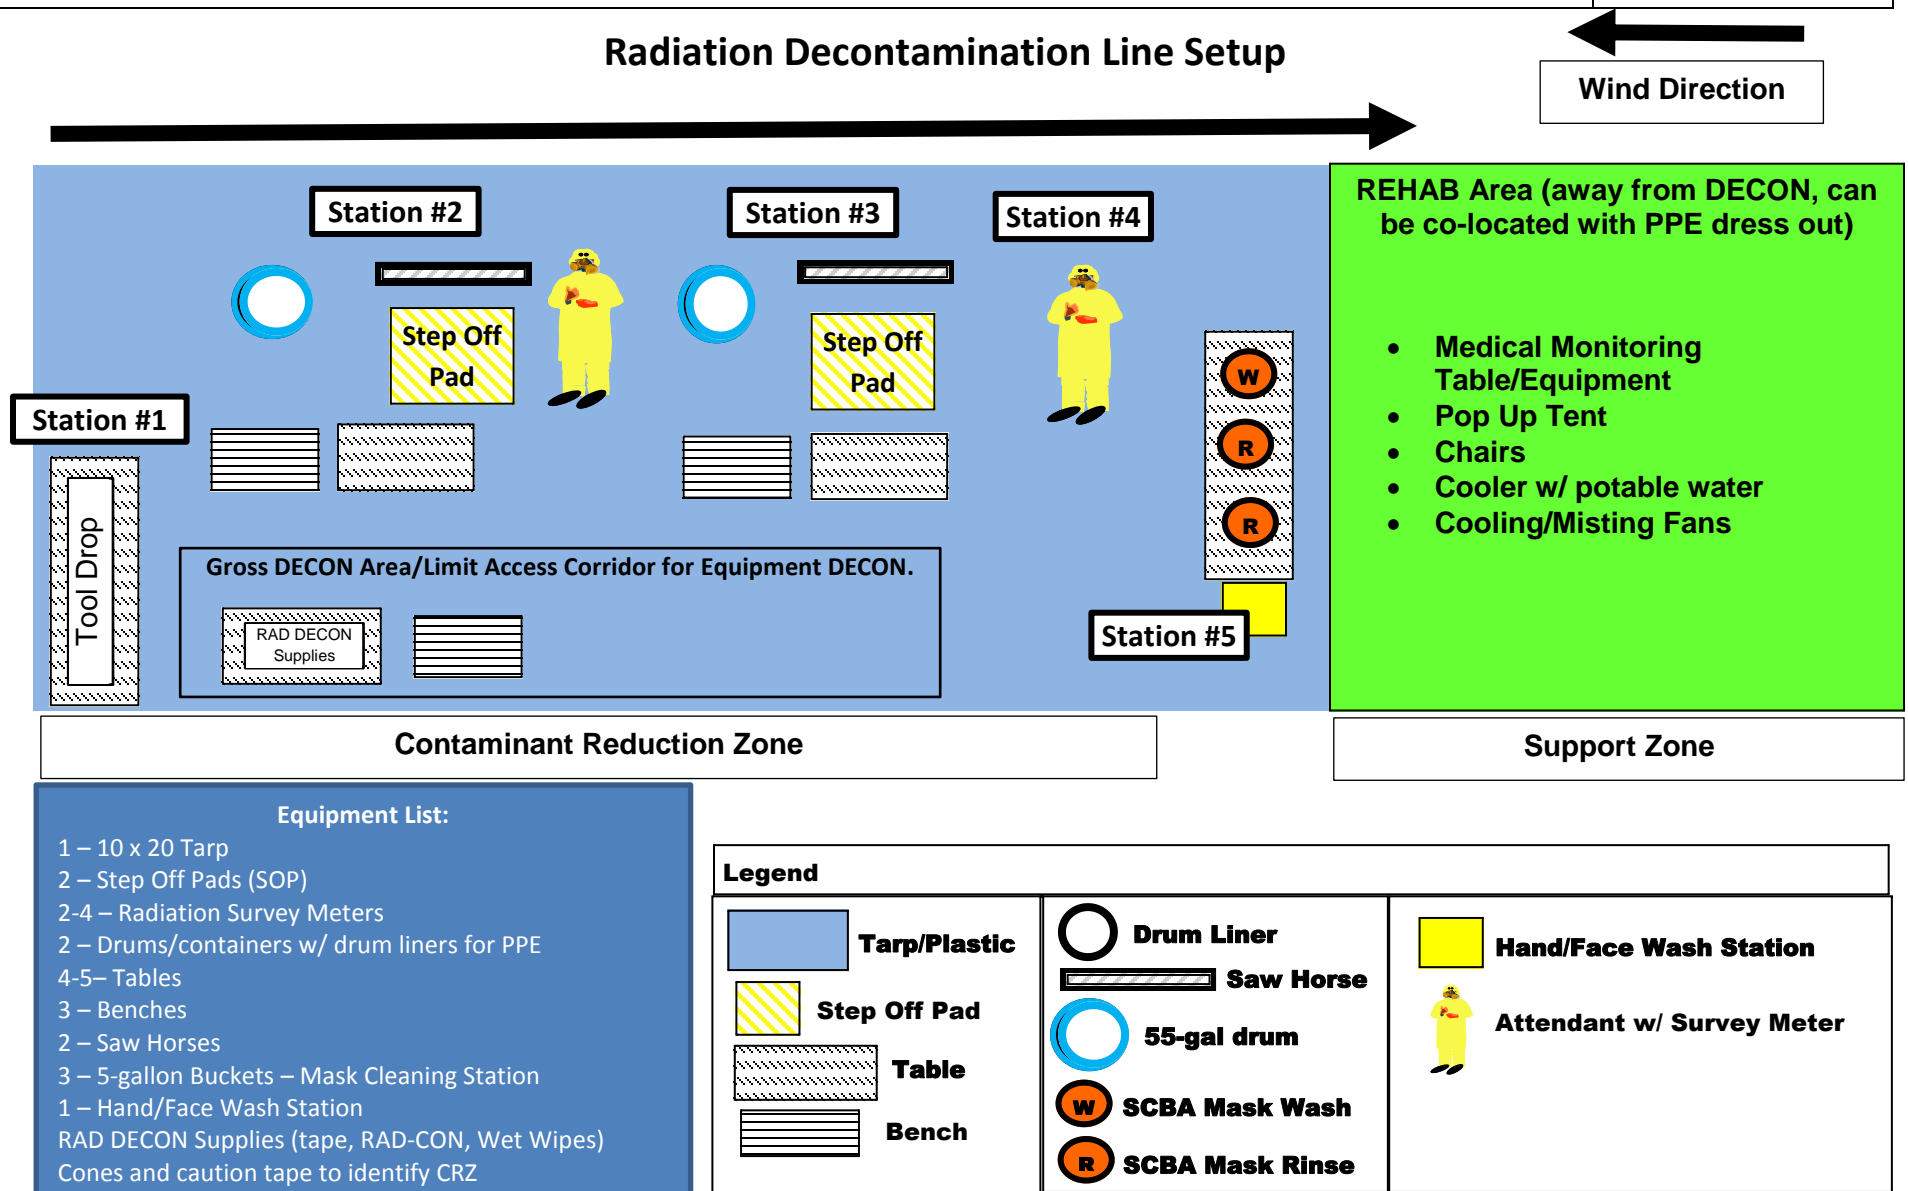 Radiation Decontamination Line Setup
Wind Direction
Station #2
Station #3
Station #4
REHAB Area (away from DECON, can
be co-located with PPE dress out)
Step Off
Pad
Step Off
Pad
• Medical Monitoring
Table/Equipment
• Pop Up Tent
• Chairs
• Cooler w/ potable water
• Cooling/Misting Fans
W
R
R
Station #1
Tool Drop
Gross DECON Area/Limit Access Corridor for Equipment DECON.
RAD DECON
Supplies
Station #5
Contaminant Reduction Zone
Support Zone
Equipment List:
1 – 10 x 20 Tarp
2 – Step Off Pads (SOP)
2-4 – Radiation Survey Meters
2 – Drums/containers w/ drum liners for PPE
4-5– Tables
3 – Benches
2 – Saw Horses
3 – 5-gallon Buckets – Mask Cleaning Station
1 – Hand/Face Wash Station
RAD DECON Supplies (tape, RAD-CON, Wet Wipes)
Cones and caution tape to identify CRZ
Legend
Tarp/Plastic
Step Off Pad
Table
Bench
Drum Liner
Saw Horse
55-gal drum
W SCBA Mask Wash
R SCBA Mask Rinse
Hand/Face Wash Station
Attendant w/ Survey Meter